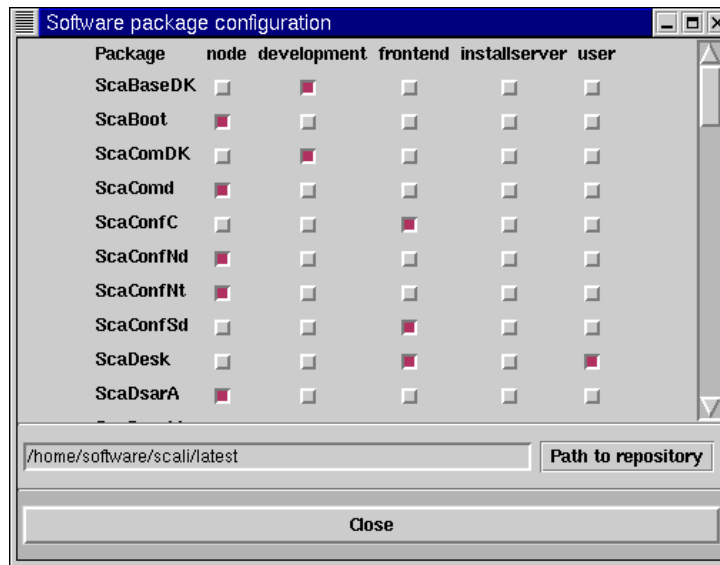 Software package configuration
Package node development frontend installserver user
ScaBaseDK
ScaBoot
ScaComDK
ScaComd
ScaConfC
ScaConfNd
ScaConfNt
ScaConfSd
ScaDesk
ScaDsarA
/home/software/scali/latest Path to repository
Close